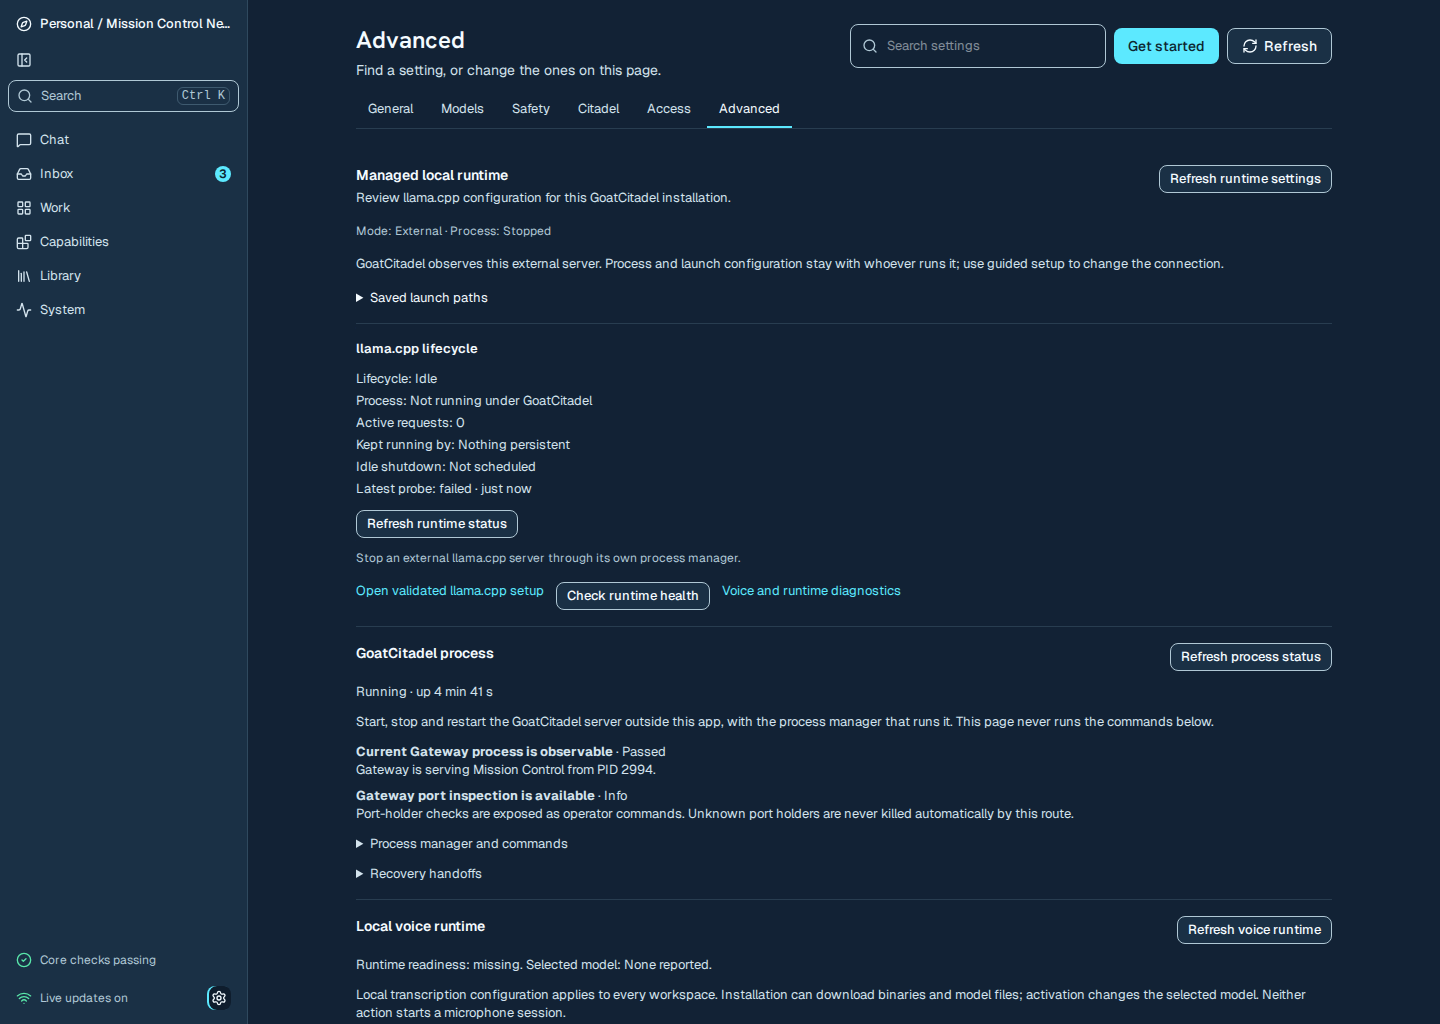 Personal / Mission Control Ne...
Search
Ctrl K
Chat
Inbox
3
Work
Capabilities
Library
System
Core checks passing
Live updates on
Advanced
Find a setting, or change the ones on this page.
Search settings
Get started
Refresh
General
Models
Safety
Citadel
Access
Advanced
Managed local runtime
Refresh runtime settings
Review llama.cpp configuration for this GoatCitadel installation.
Mode: External · Process: Stopped
GoatCitadel observes this external server. Process and launch configuration stay with whoever runs it; use guided setup to change the connection.
Saved launch paths
llama.cpp lifecycle
Lifecycle: Idle
Process: Not running under GoatCitadel
Active requests: 0
Kept running by: Nothing persistent
Idle shutdown: Not scheduled
Latest probe: failed · just now
Refresh runtime status
Stop an external llama.cpp server through its own process manager.
Open validated llama.cpp setup
Check runtime health
Voice and runtime diagnostics
GoatCitadel process
Refresh process status
Running · up 4 min 41 s
Start, stop and restart the GoatCitadel server outside this app, with the process manager that runs it. This page never runs the commands below.
Current Gateway process is observable · Passed
Gateway is serving Mission Control from PID 2994.
Gateway port inspection is available · Info
Port-holder checks are exposed as operator commands. Unknown port holders are never killed automatically by this route.
Process manager and commands
Recovery handoffs
Local voice runtime
Refresh voice runtime
Runtime readiness: missing. Selected model: None reported.
Local transcription configuration applies to every workspace. Installation can download binaries and model files; activation changes the selected model. Neither
action starts a microphone session.